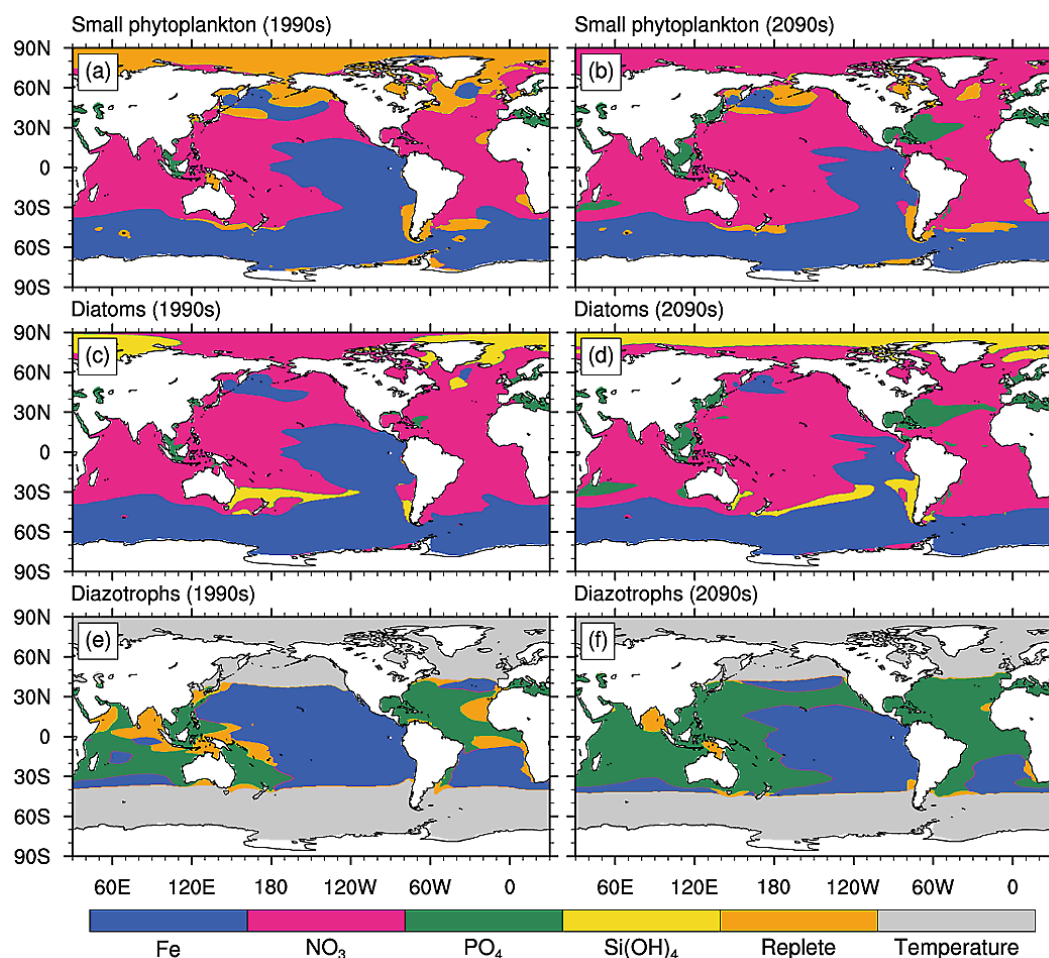 Small phytoplankton (1990s) Small phytoplankton (2090s)
90N (a) (b)
60N
30N
0
30S
60S
90S
Diatoms (1990s) Diatoms (2090s)
90N (c) (d)
60N
30N
0
30S
60S
90S
Diazotrophs (1990s) Diazotrophs (2090s)
90N (e) (f)
60N
30N
0
30S
60S
90S
60E 120E 180 120W 60W 0 60E 120E 180 120W 60W 0
Fe NO₃ PO₄ Si(OH)₄ Replete Temperature